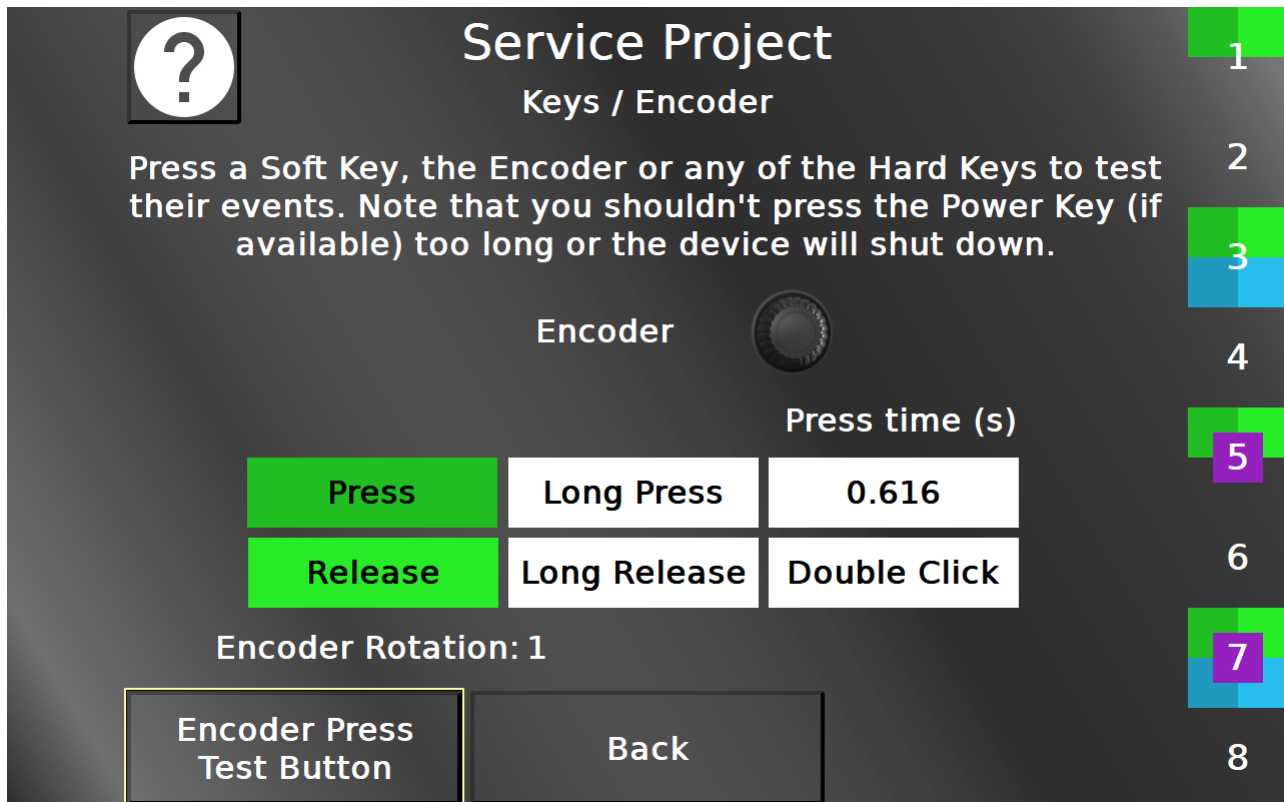 ?
Service Project
Keys / Encoder
Press a Soft Key, the Encoder or any of the Hard Keys to test
their events. Note that you shouldn't press the Power Key (if
available) too long or the device will shut down.
Encoder
Press time (s)
Press
Long Press
0.616
Release
Long Release
Double Click
Encoder Rotation: 1
Encoder Press
Test Button
Back
1
2
3
4
5
6
7
8